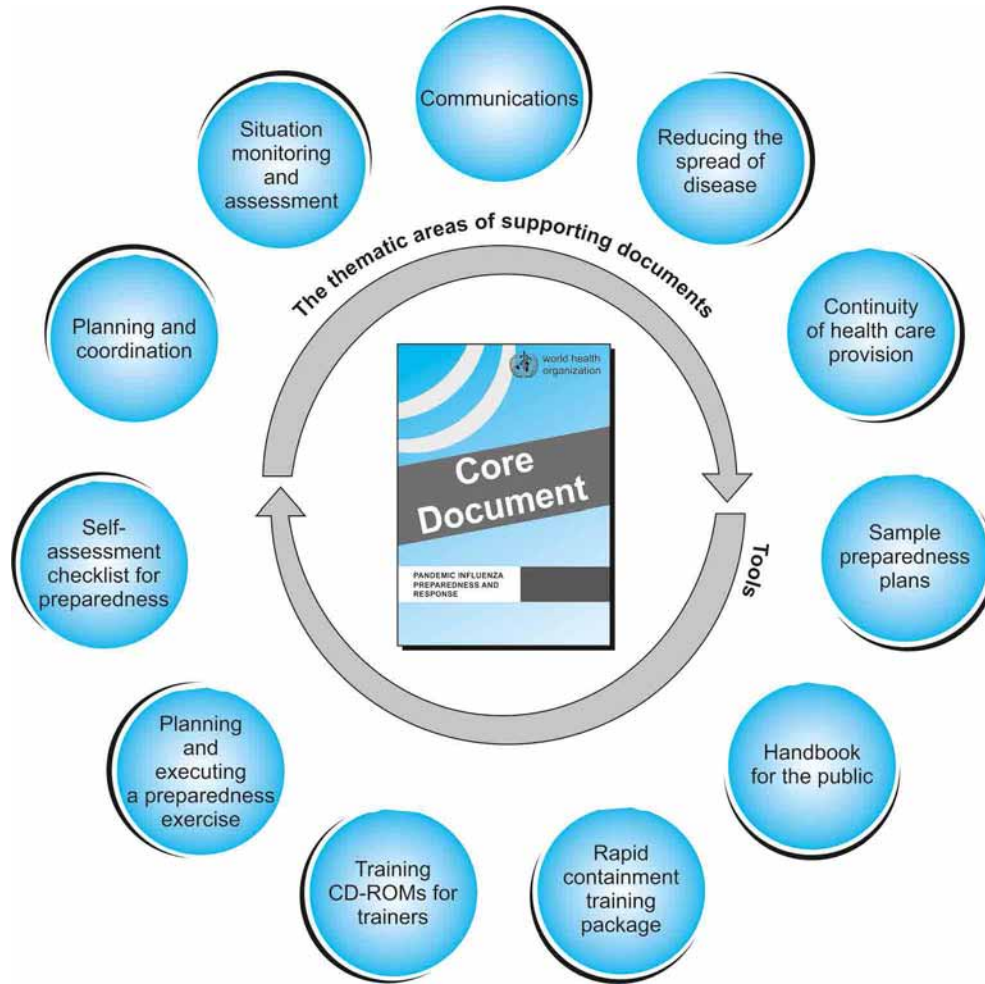 Communications
Situation
monitoring
and
assessment
Reducing the
spread of
disease
Planning and
coordination
The thematic areas of supporting documents
Continuity
of health care
provision
world health
organization
Core
Document
PANDEMIC INFLUENZA
PREPAREDNESS AND
RESPONSE
Self-
assessment
checklist for
preparedness
Tools
Sample
preparedness
plans
Planning
and
executing
a preparedness
exercise
Handbook
for the public
Training
CD-ROMs for
trainers
Rapid
containment
training
package